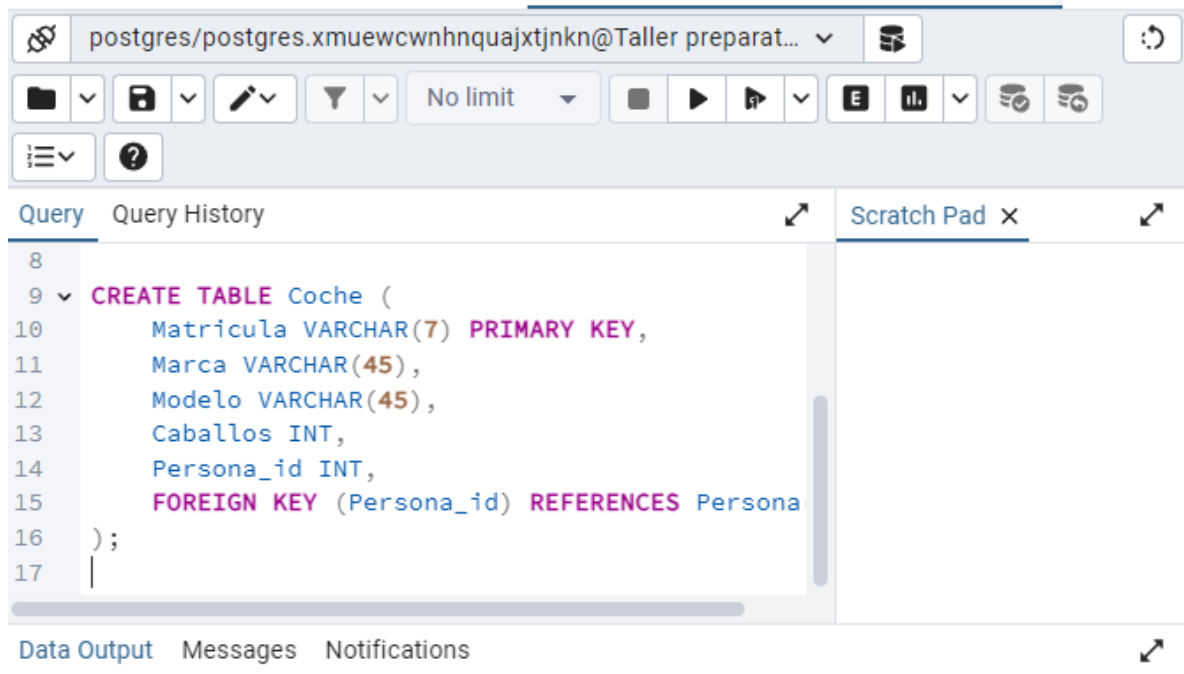 postgres/postgres.xmuewcwnhnquajxtjnkn@Taller preparat...
No limit
E
Query Query History Scratch Pad
8
9 CREATE TABLE Coche (
10 Matricula VARCHAR(7) PRIMARY KEY,
11 Marca VARCHAR(45),
12 Modelo VARCHAR(45),
13 Caballos INT,
14 Persona_id INT,
15 FOREIGN KEY (Persona_id) REFERENCES Persona
16 );
17
Data Output Messages Notifications